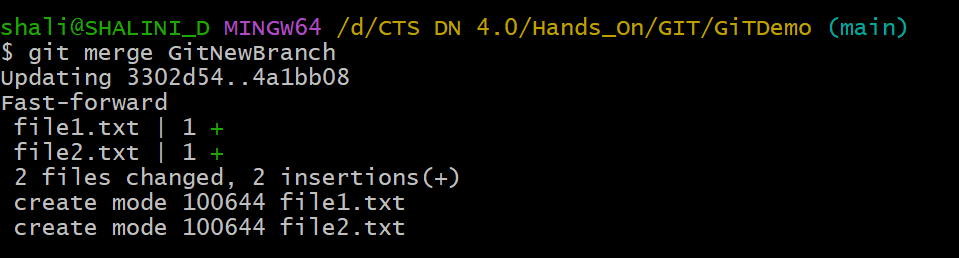 shali@SHALINI_D MINGW64 /d/CTS DN 4.0/Hands_On/GIT/GiTDemo (main)
$ git merge GitNewBranch
Updating 3302d54..4a1bb08
Fast-forward
 file1.txt | 1 +
 file2.txt | 1 +
 2 files changed, 2 insertions(+)
 create mode 100644 file1.txt
 create mode 100644 file2.txt